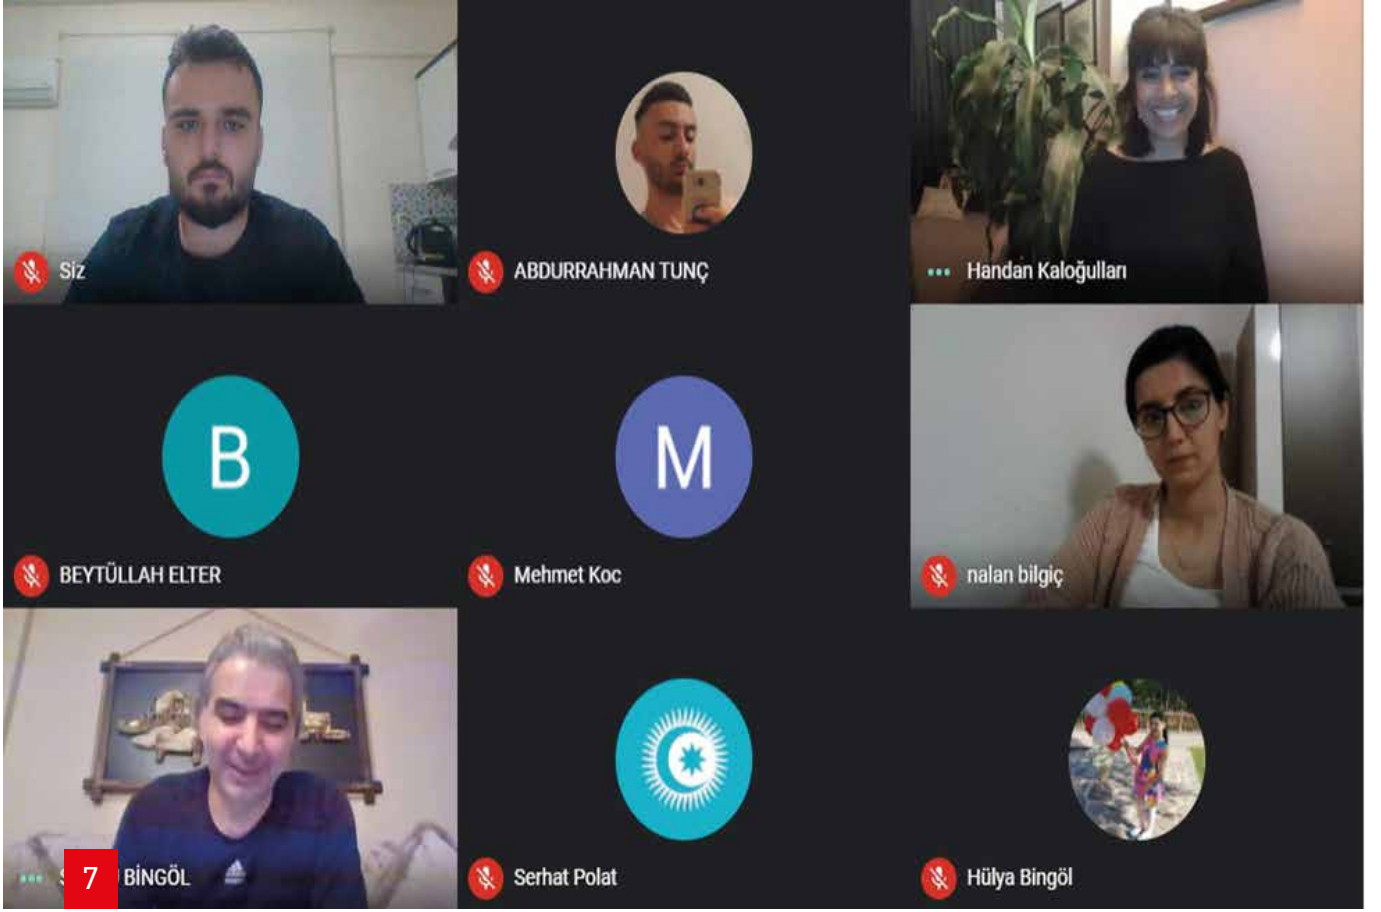 Siz
ABDURRAHMAN TUNÇ
Handan Kaloğulları
B
M
BEYTÜLLAH ELTER
Mehmet Koc
nalan bilgiç
7
BİNGÖL
Serhat Polat
Hülya Bingöl